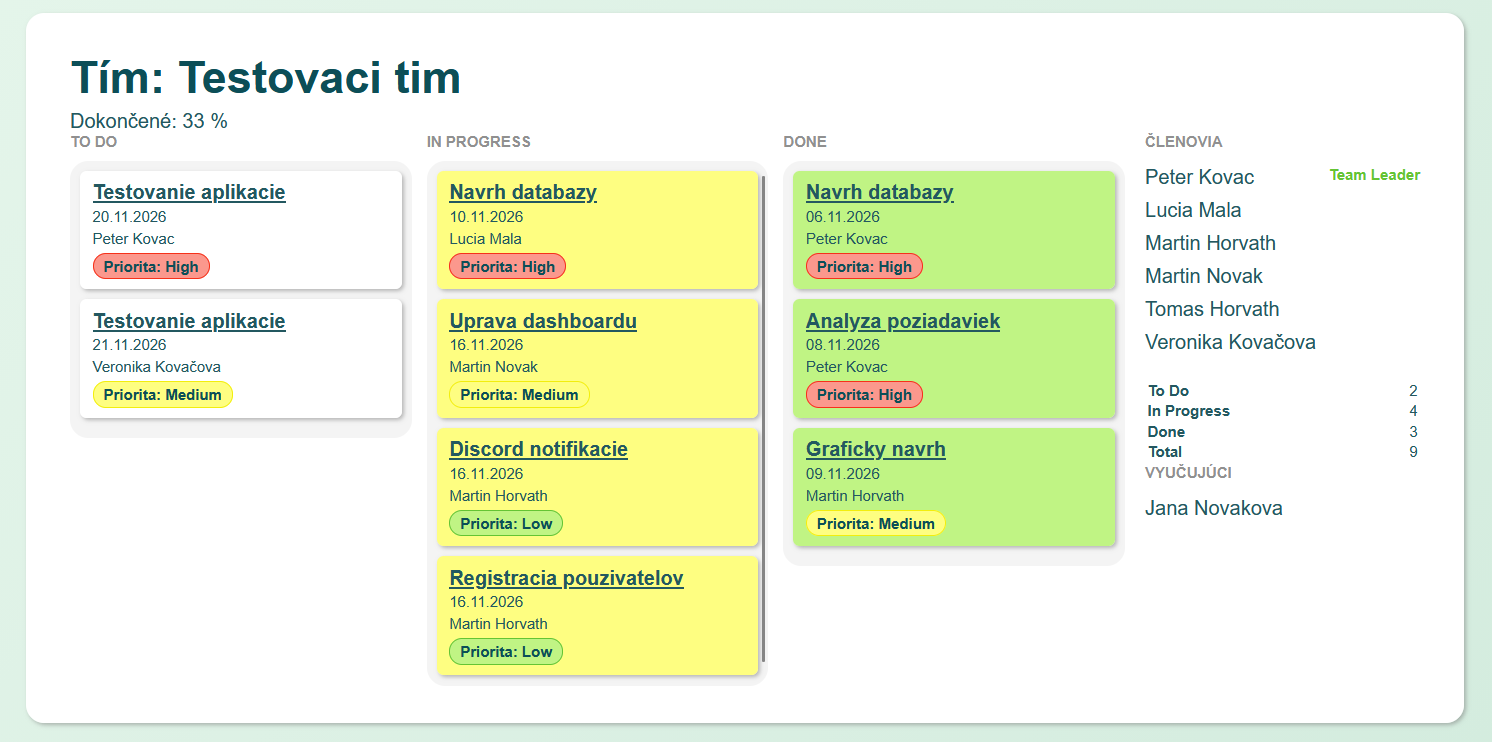 Tím: Testovaci tim
Dokončené: 33 %
TO DO
Testovanie aplikacie
20.11.2026
Peter Kovac
Priorita: High
Testovanie aplikacie
21.11.2026
Veronika Kovačova
Priorita: Medium
IN PROGRESS
Navrh databazy
10.11.2026
Lucia Mala
Priorita: High
Uprava dashboardu
16.11.2026
Martin Novak
Priorita: Medium
Discord notifikacie
16.11.2026
Martin Horvath
Priorita: Low
Registracia pouzivatelov
16.11.2026
Martin Horvath
Priorita: Low
DONE
Navrh databazy
06.11.2026
Peter Kovac
Priorita: High
Analyza poziadaviek
08.11.2026
Peter Kovac
Priorita: High
Graficky navrh
09.11.2026
Martin Horvath
Priorita: Medium
ČLENOVIA
Peter Kovac Team Leader
Lucia Mala
Martin Horvath
Martin Novak
Tomas Horvath
Veronika Kovačova
To Do 2
In Progress 4
Done 3
Total 9
VYUČUJÚCI
Jana Novakova